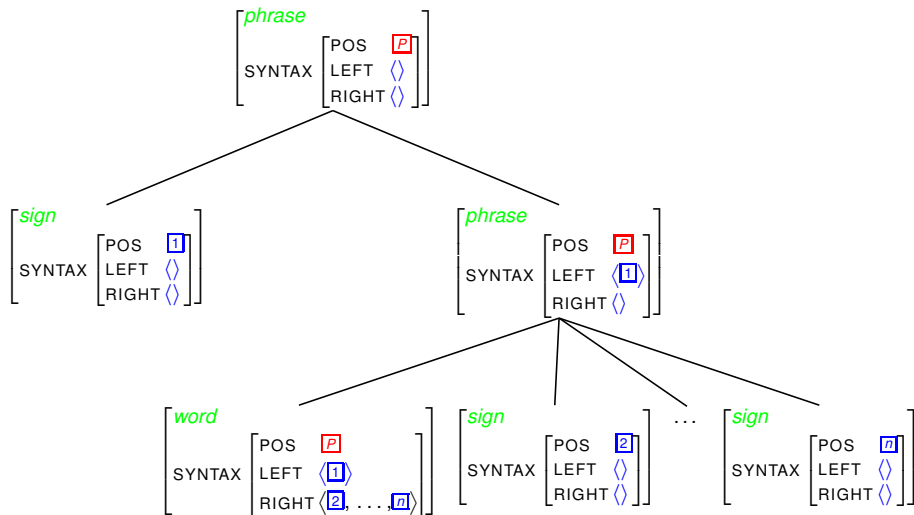 phrase
POS P
SYNTAX LEFT ⟨⟩
RIGHT ⟨⟩
sign
POS 1
SYNTAX LEFT ⟨⟩
RIGHT ⟨⟩
phrase
POS P
SYNTAX LEFT ⟨1⟩
RIGHT ⟨⟩
word
POS P
SYNTAX LEFT ⟨1⟩
RIGHT ⟨2, ..., n⟩
sign
POS 2
SYNTAX LEFT ⟨⟩
RIGHT ⟨⟩
...
sign
POS n
SYNTAX LEFT ⟨⟩
RIGHT ⟨⟩